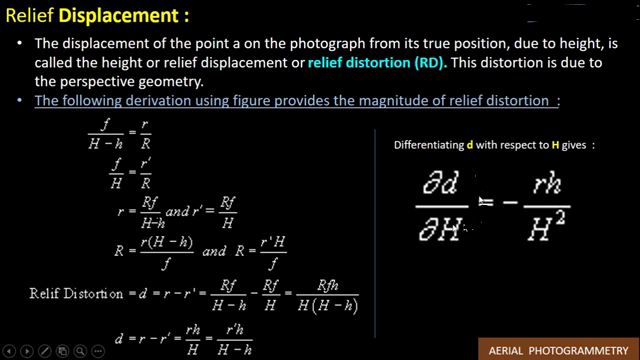 Relief Displacement :
• The displacement of the point a on the photograph from its true position, due to height, is
called the height or relief displacement or relief distortion (RD). This distortion is due to
the perspective geometry.
• The following derivation using figure provides the magnitude of relief distortion :
f/(H − h) = r/R
f/H = r'/R
r = Rf/(H−h) and r' = Rf/H
R = r(H − h)/f and R = r'H/f
Relif Distortion = d = r − r' = Rf/(H − h) − Rf/H = Rfh/(H(H − h))
d = r − r' = rh/H = r'h/(H − h)
Differentiating d with respect to H gives :
∂d/∂H = − rh/H²
AERIAL PHOTOGRAMMETRY